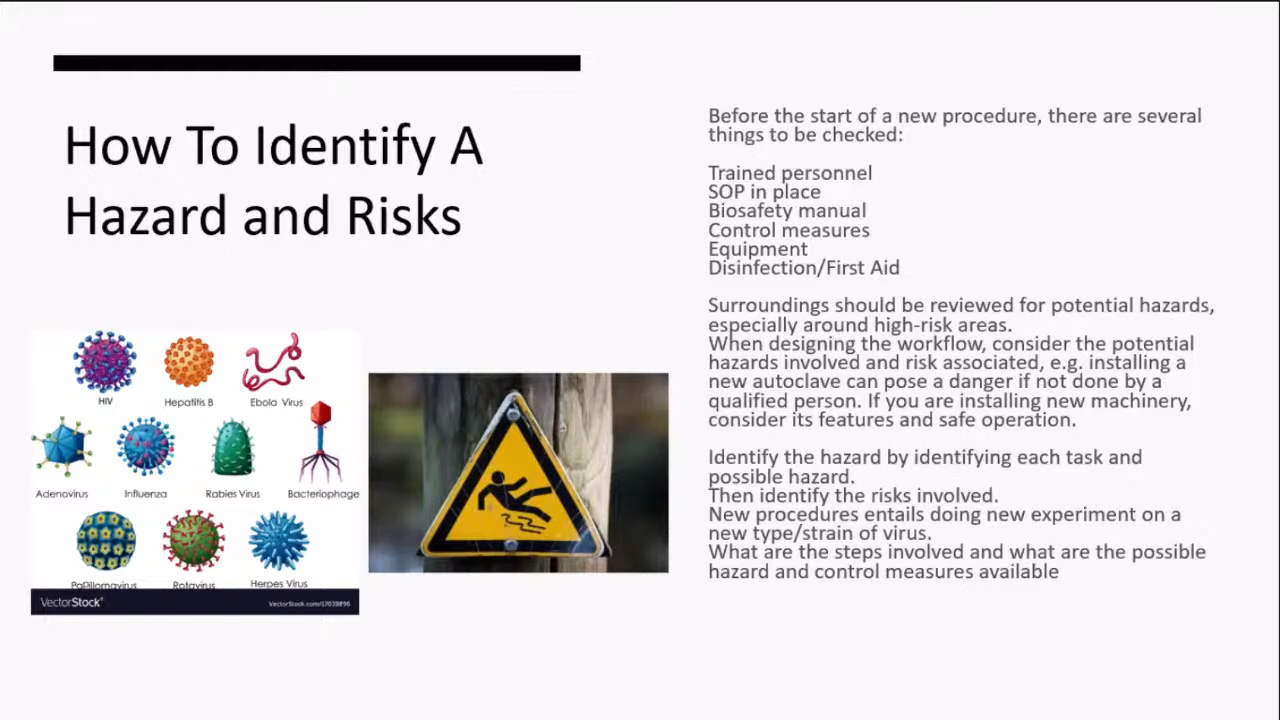 How To Identify A
Hazard and Risks
Before the start of a new procedure, there are several
things to be checked:
Trained personnel
SOP in place
Biosafety manual
Control measures
Equipment
Disinfection/First Aid
Surroundings should be reviewed for potential hazards,
especially around high-risk areas.
When designing the workflow, consider the potential
hazards involved and risk associated, e.g. installing a
new autoclave can pose a danger if not done by a
qualified person. If you are installing new machinery,
consider its features and safe operation.
Identify the hazard by identifying each task and
possible hazard.
Then identify the risks involved.
New procedures entails doing new experiment on a
new type/strain of virus.
What are the steps involved and what are the possible
hazard and control measures available
HIV
Hepatitis B
Ebola Virus
Adenovirus
Influenza
Rabies Virus
Bacteriophage
Papillomavirus
Rotavirus
Herpes Virus
VectorStock®